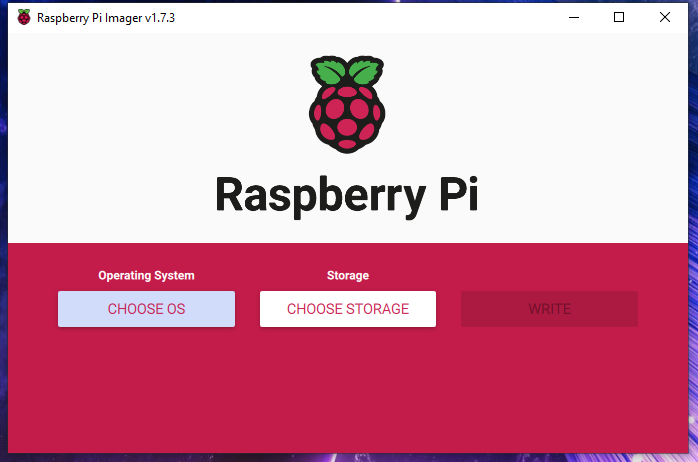 Raspberry Pi Imager v1.7.3
Raspberry Pi
Operating System
Storage
CHOOSE OS
CHOOSE STORAGE
WRITE